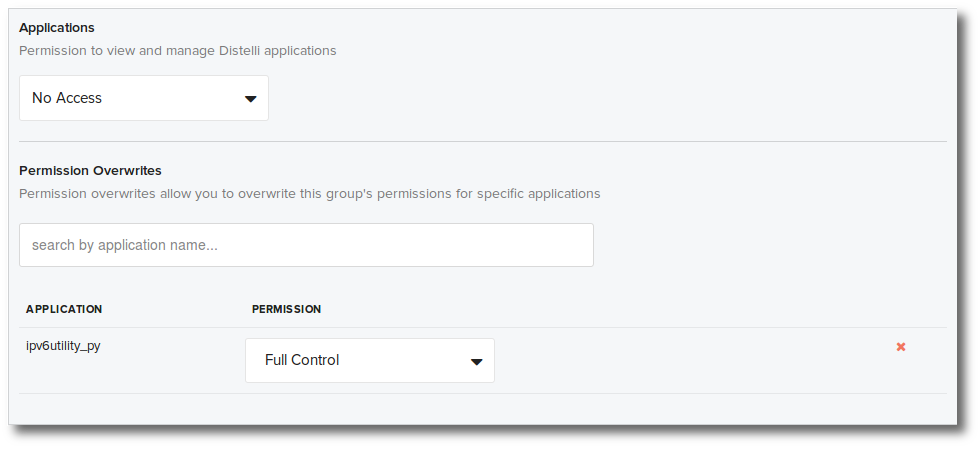 Applications
Permission to view and manage Distelli applications
No Access
Permission Overwrites
Permission overwrites allow you to overwrite this group's permissions for specific applications
search by application name...
APPLICATION PERMISSION
ipv6utility_py Full Control